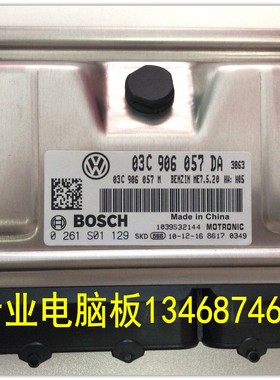 03C 906 057 DA 3863
03C 906 057 M BENZIN ME7.5.20 HW: H05
Made in China
BOSCH 1039S32144 MOTRONIC
0 261 S01 129 5KD D86 10-12-16 8617 0349
业电脑板13468746